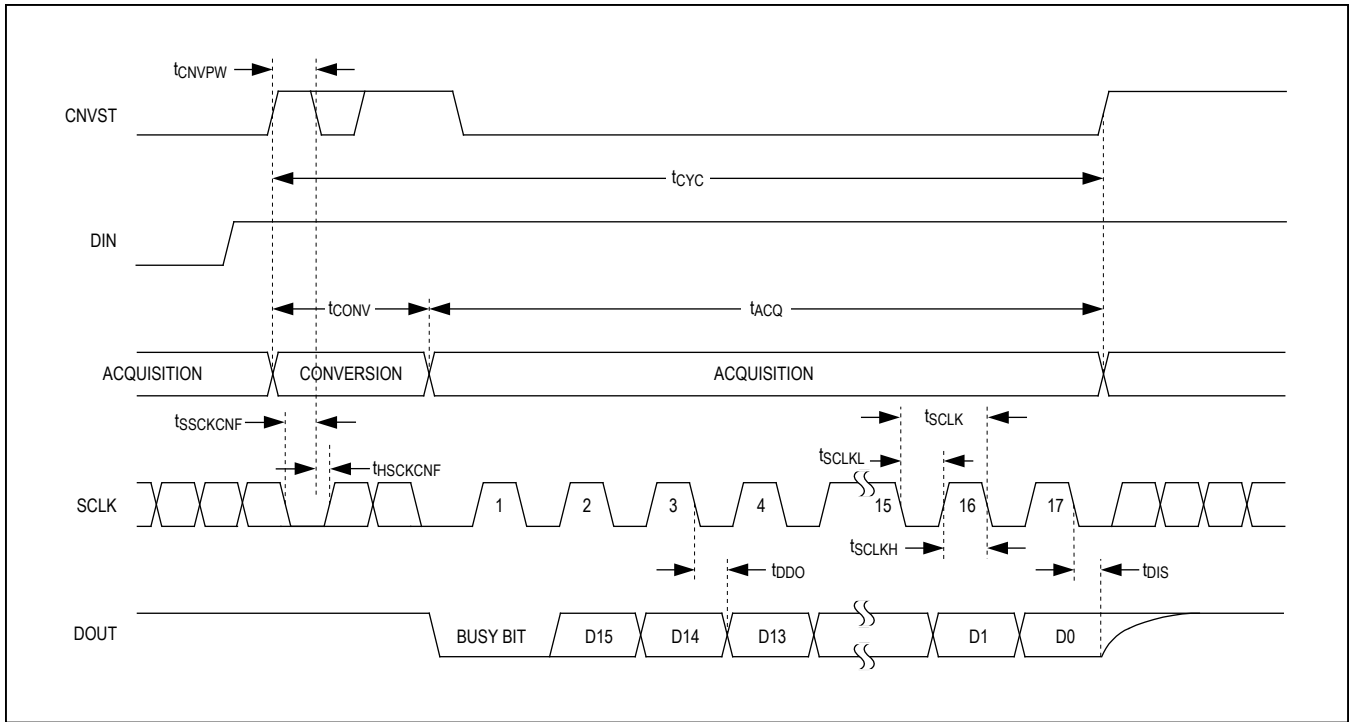 tCNVPW
CNVST
tCYC
DIN
tCONV
tACQ
ACQUISITION
CONVERSION
ACQUISITION
tSSCKCNF
tHSCKCNF
tSCLK
tSCLKL
SCLK
1
2
3
4
15
16
17
tSCLKH
tDDO
tDIS
DOUT
BUSY BIT
D15
D14
D13
D1
D0